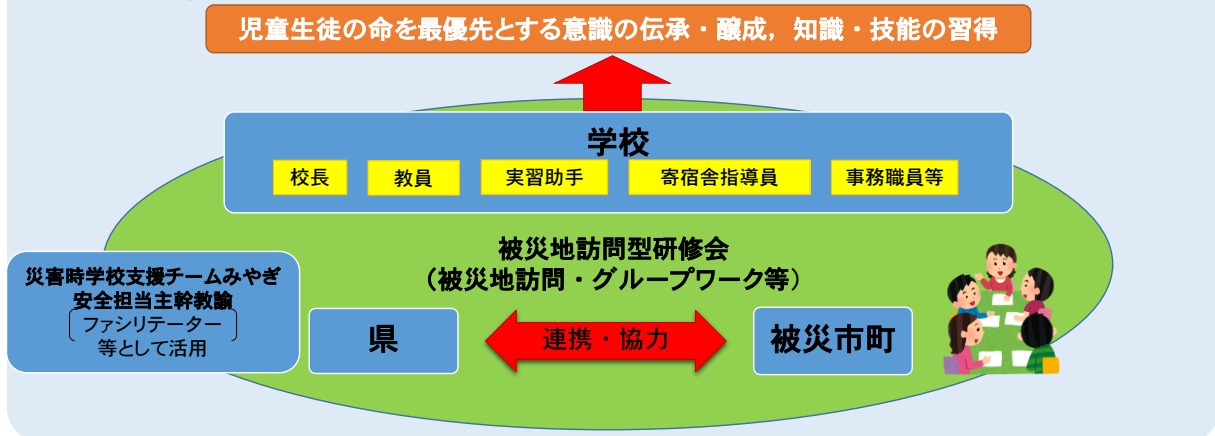 児童生徒の命を最優先とする意識の伝承・醸成，知識・技能の習得
学校
校長
教員
実習助手
寄宿舎指導員
事務職員等
被災地訪問型研修会
（被災地訪問・グループワーク等）
災害時学校支援チームみやぎ
安全担当主幹教諭
ファシリテーター
等として活用
県
連携・協力
被災市町